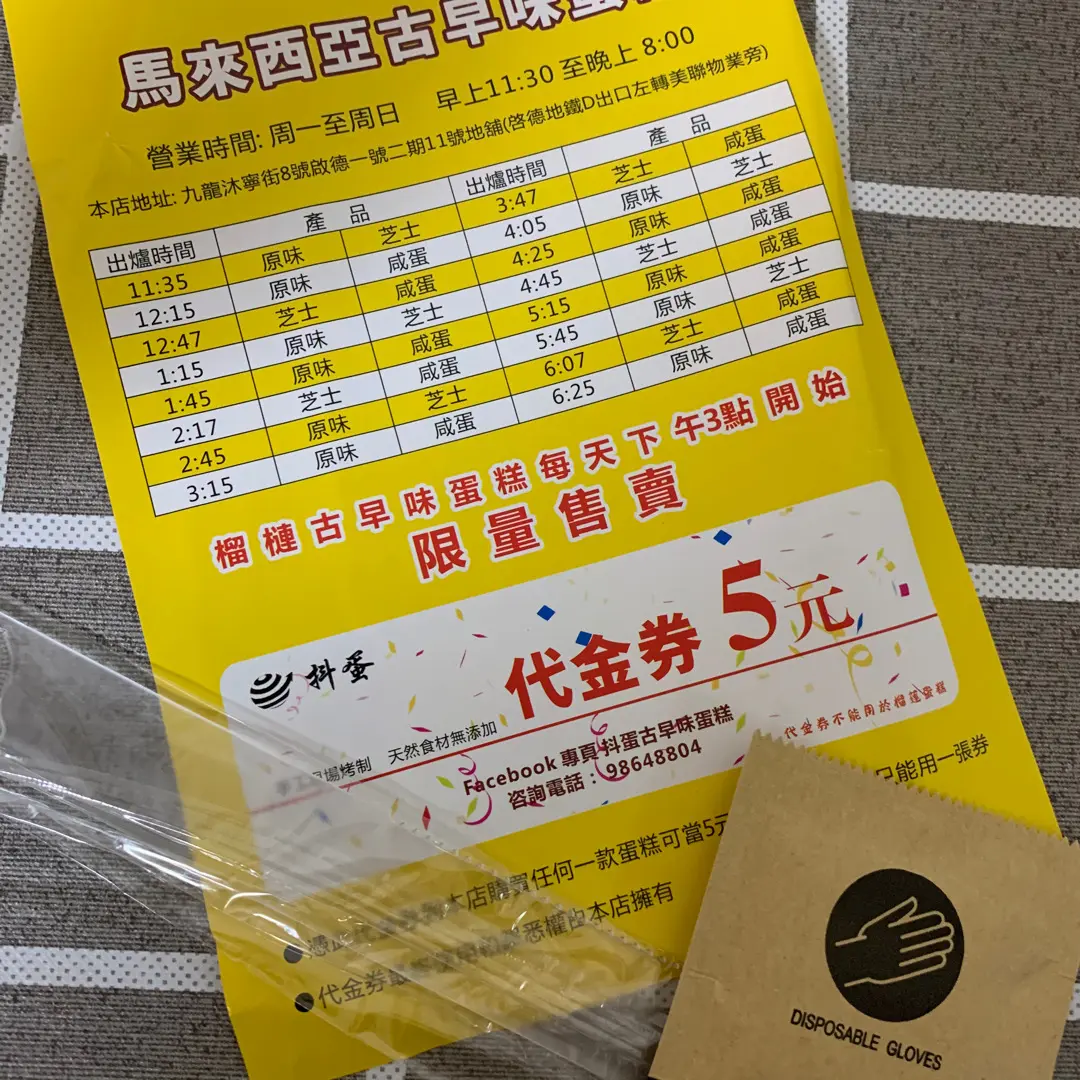 馬來西亞古早味蛋
營業時間: 周一至周日 早上11:30 至晚上 8:00
本店地址: 九龍沐寧街8號啟德一號二期11號地舖(啓德地鐵D出口左轉美聯物業旁)
出爐時間 產 品 出爐時間 產 品
11:35 原味 芝士 3:47 芝士 咸蛋
12:15 原味 咸蛋 4:05 原味 芝士
12:47 芝士 咸蛋 4:25 原味 咸蛋
1:15 原味 芝士 4:45 芝士 咸蛋
1:45 原味 咸蛋 5:15 原味 咸蛋
2:17 芝士 咸蛋 5:45 原味 芝士
2:45 原味 芝士 6:07 芝士 咸蛋
3:15 原味 咸蛋 6:25 原味 咸蛋
榴槤古早味蛋糕每天下午3點開始
限量售賣
抖蛋
代金券5元
現場烤制 天然食材無添加
代金券不能用於榴蓮蛋糕
Facebook 專頁:抖蛋古早味蛋糕
咨詢電話: 98648804
本店購買任何一款蛋糕可當5元 只能用一張券
代金券 悉權由本店擁有
DISPOSABLE GLOVES